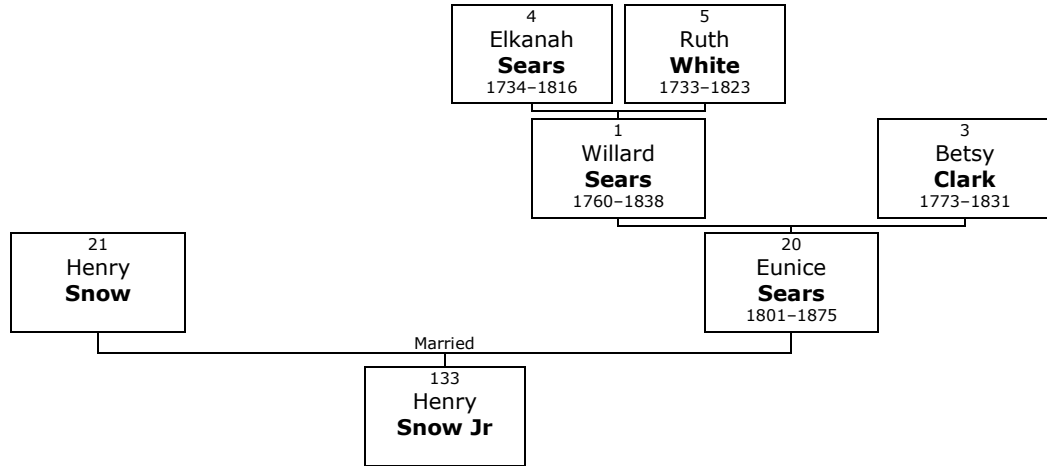 4
Elkanah
Sears
1734–1816
5
Ruth
White
1733–1823
1
Willard
Sears
1760–1838
3
Betsy
Clark
1773–1831
21
Henry
Snow
20
Eunice
Sears
1801–1875
Married
133
Henry
Snow Jr